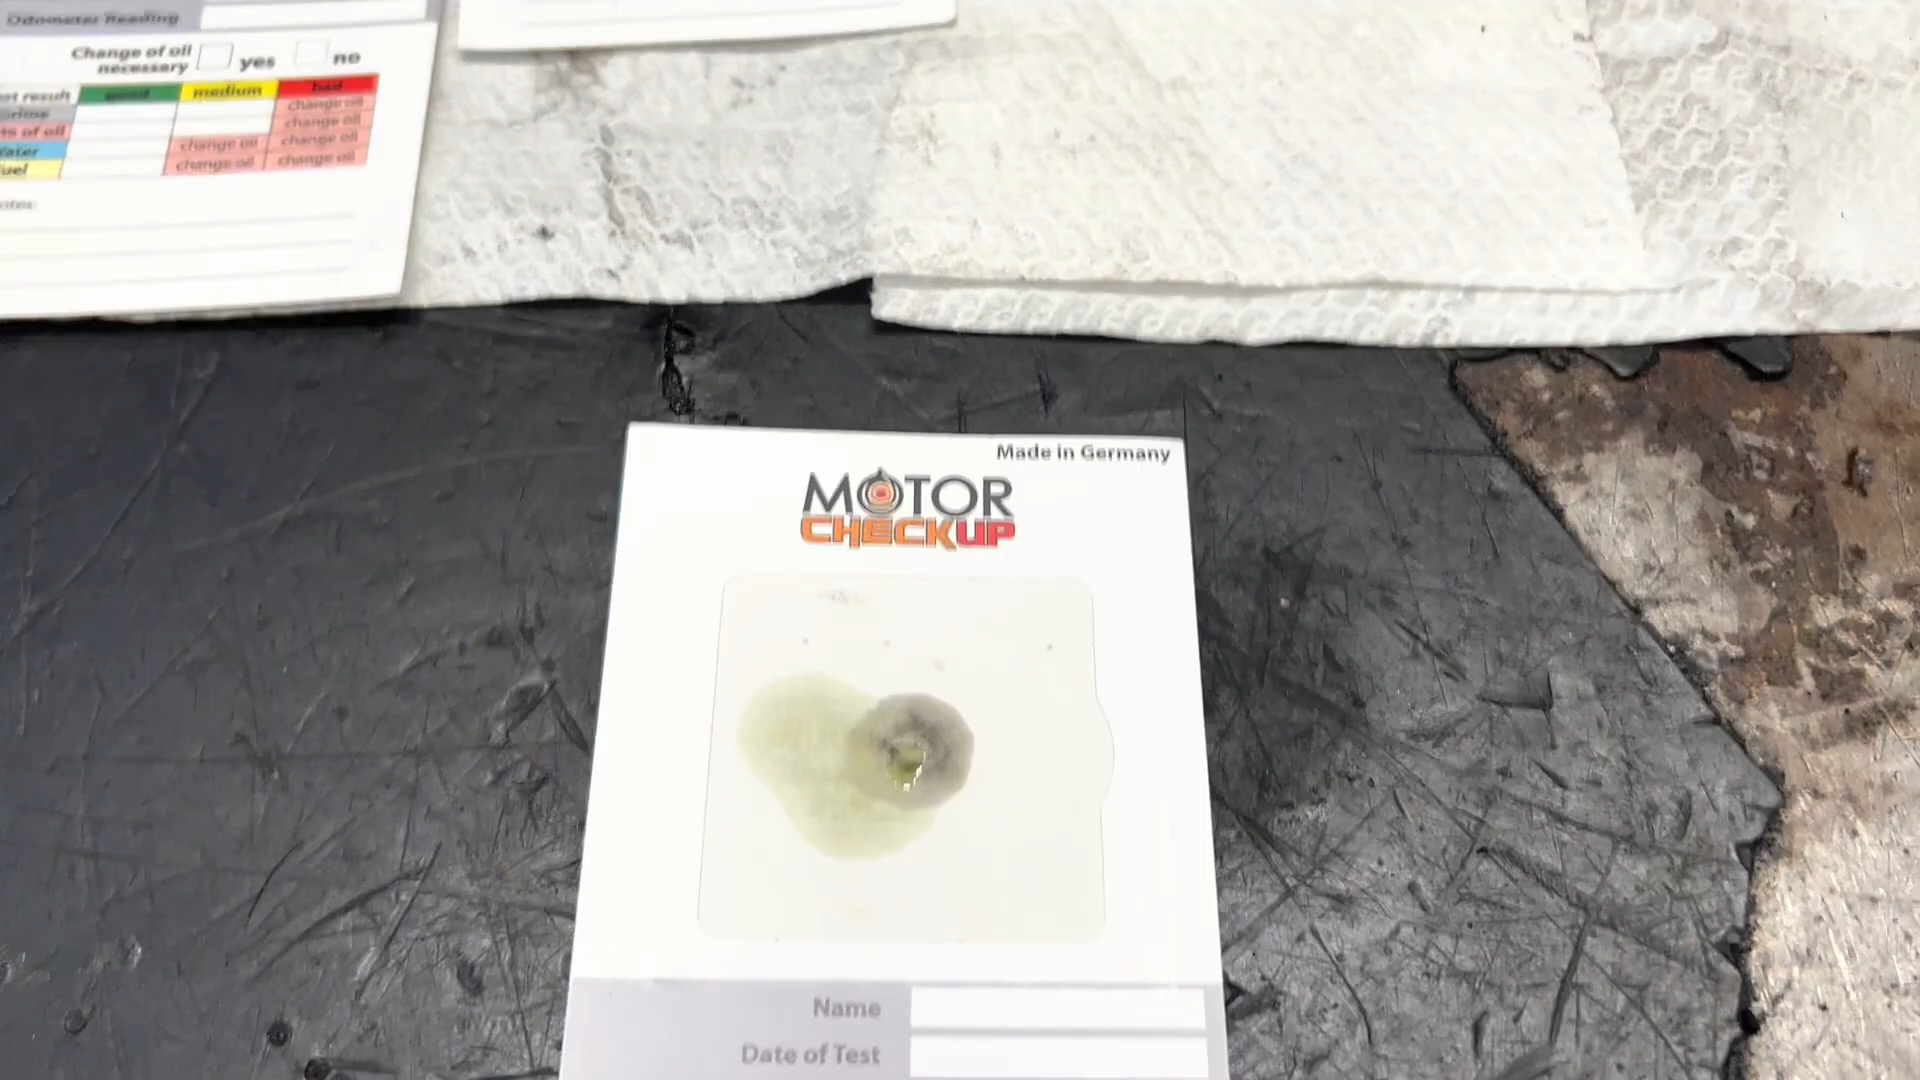 Odometer Reading
Change of oil
necessary
yes
no
good medium bad
change oil
change oil
change oil change oil
change oil change oil
Made in Germany
MOTOR
CHECKUP
Name
Date of Test